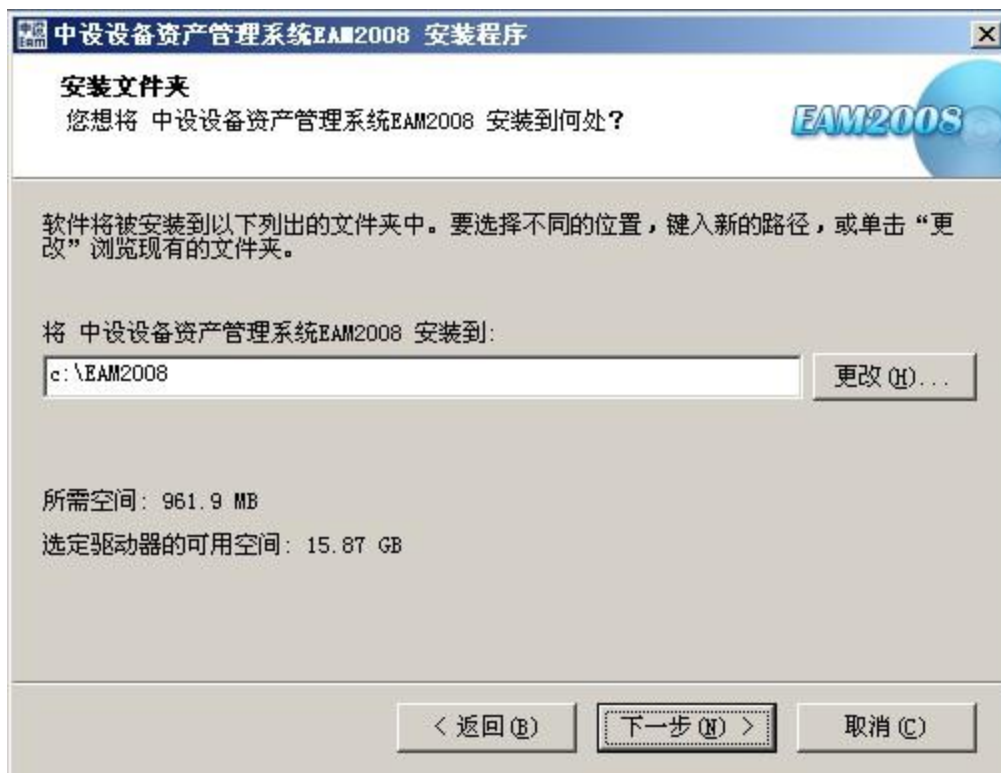 中设设备资产管理系统EAM2008 安装程序
安装文件夹
您想将 中设设备资产管理系统EAM2008 安装到何处?
EAM2008
软件将被安装到以下列出的文件夹中。要选择不同的位置,键入新的路径,或单击“更
改”浏览现有的文件夹。
将 中设设备资产管理系统EAM2008 安装到:
c:\EAM2008
更改(H)...
所需空间: 961.9 MB
选定驱动器的可用空间: 15.87 GB
< 返回(B)
下一步(N) >
取消(C)